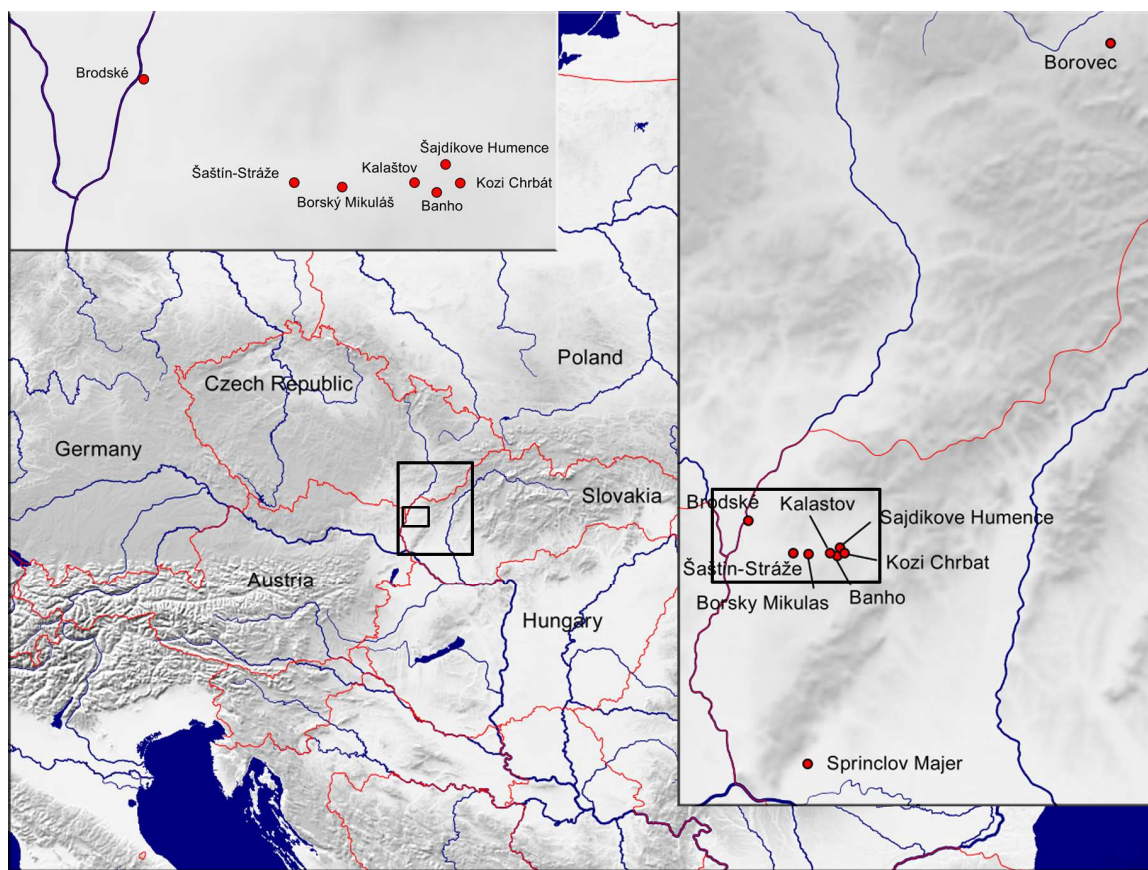 Brodské
Šajdíkove Humence
Šaštín-Stráže
Kalaštov
Kozi Chrbát
Borský Mikuláš
Banho
Borovec
Poland
Czech Republic
Germany
Slovakia
Austria
Hungary
Brodské
Kalastov
Sajdikove Humence
Šaštín-Stráže
Kozi Chrbat
Borsky Mikulas
Banho
Sprinclov Majer